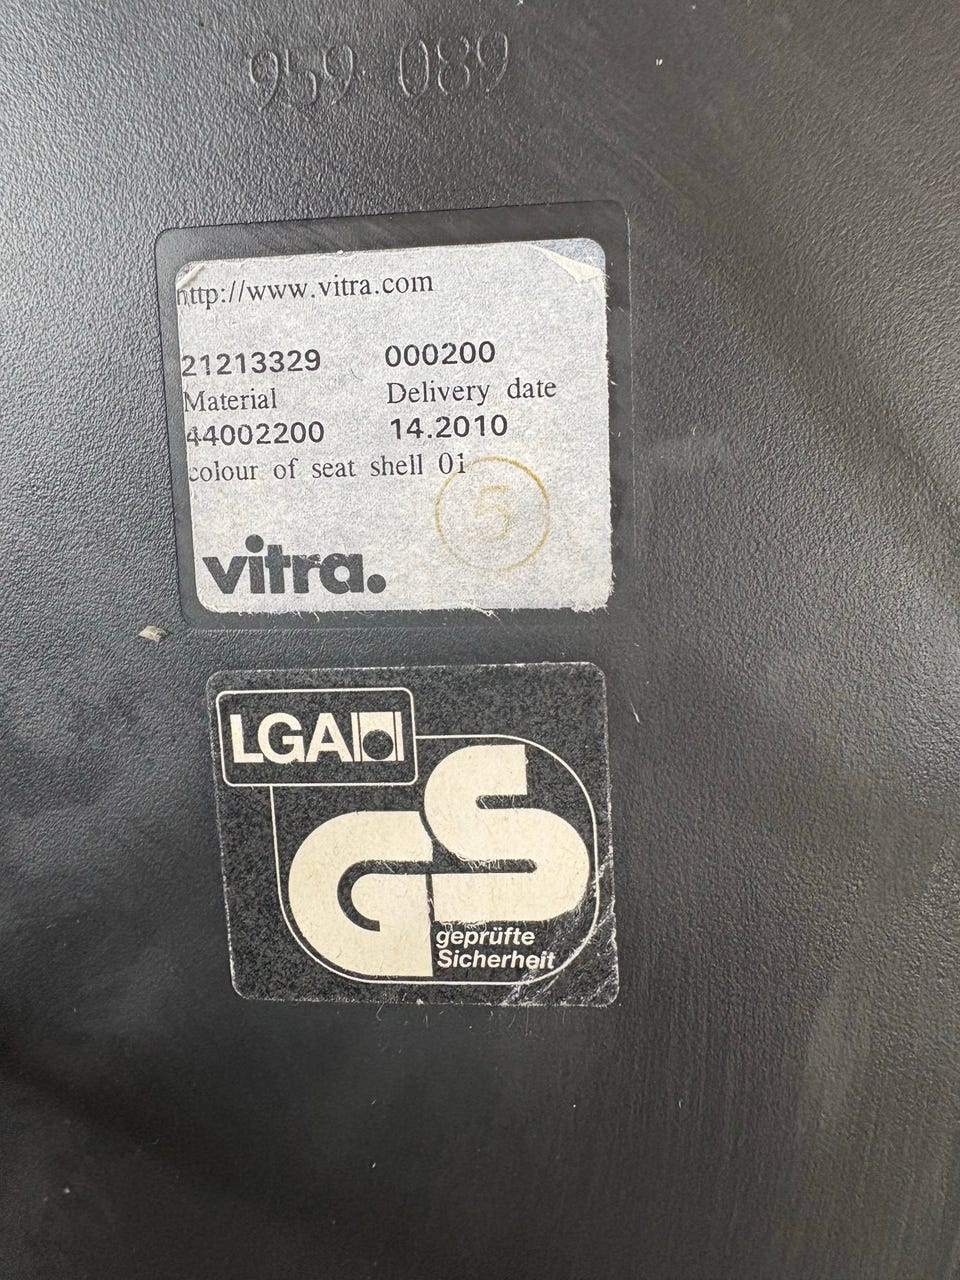 959 089
http://www.vitra.com
21213329 000200
Material Delivery date
44002200 14.2010
colour of seat shell 01
5
vitra.
LGA
GS
geprüfte
Sicherheit